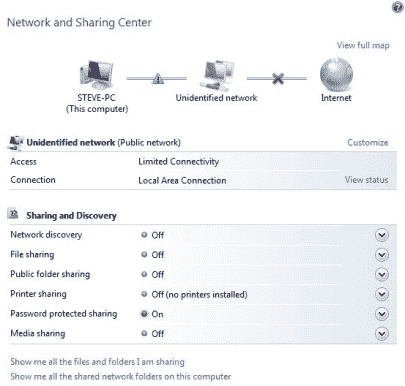 Network and Sharing Center
View full map
STEVE-PC
(This computer)
Unidentified network
Internet
Unidentified network (Public network)
Customize
Access
Limited Connectivity
Connection
Local Area Connection
View status
Sharing and Discovery
Network discovery
Off
File sharing
Off
Public folder sharing
Off
Printer sharing
Off (no printers installed)
Password protected sharing
On
Media sharing
Off
Show me all the files and folders I am sharing
Show me all the shared network folders on this computer